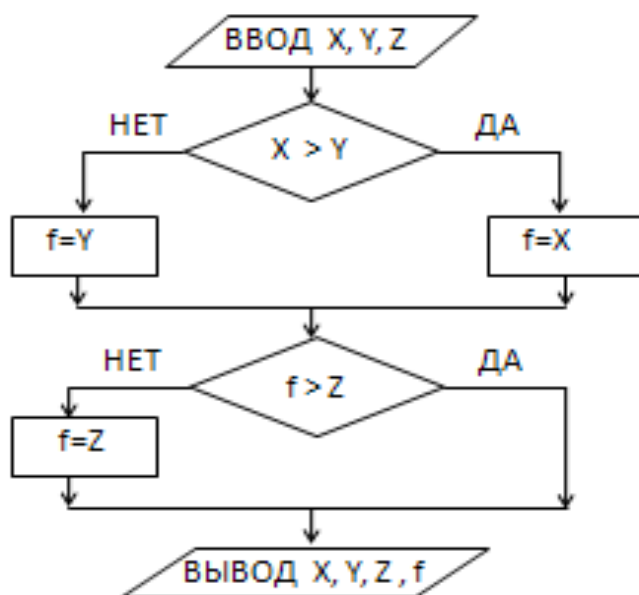 ВВОД X, Y, Z
НЕТ
ДА
X > Y
f=Y
f=X
НЕТ
ДА
f > Z
f=Z
ВЫВОД X, Y, Z , f